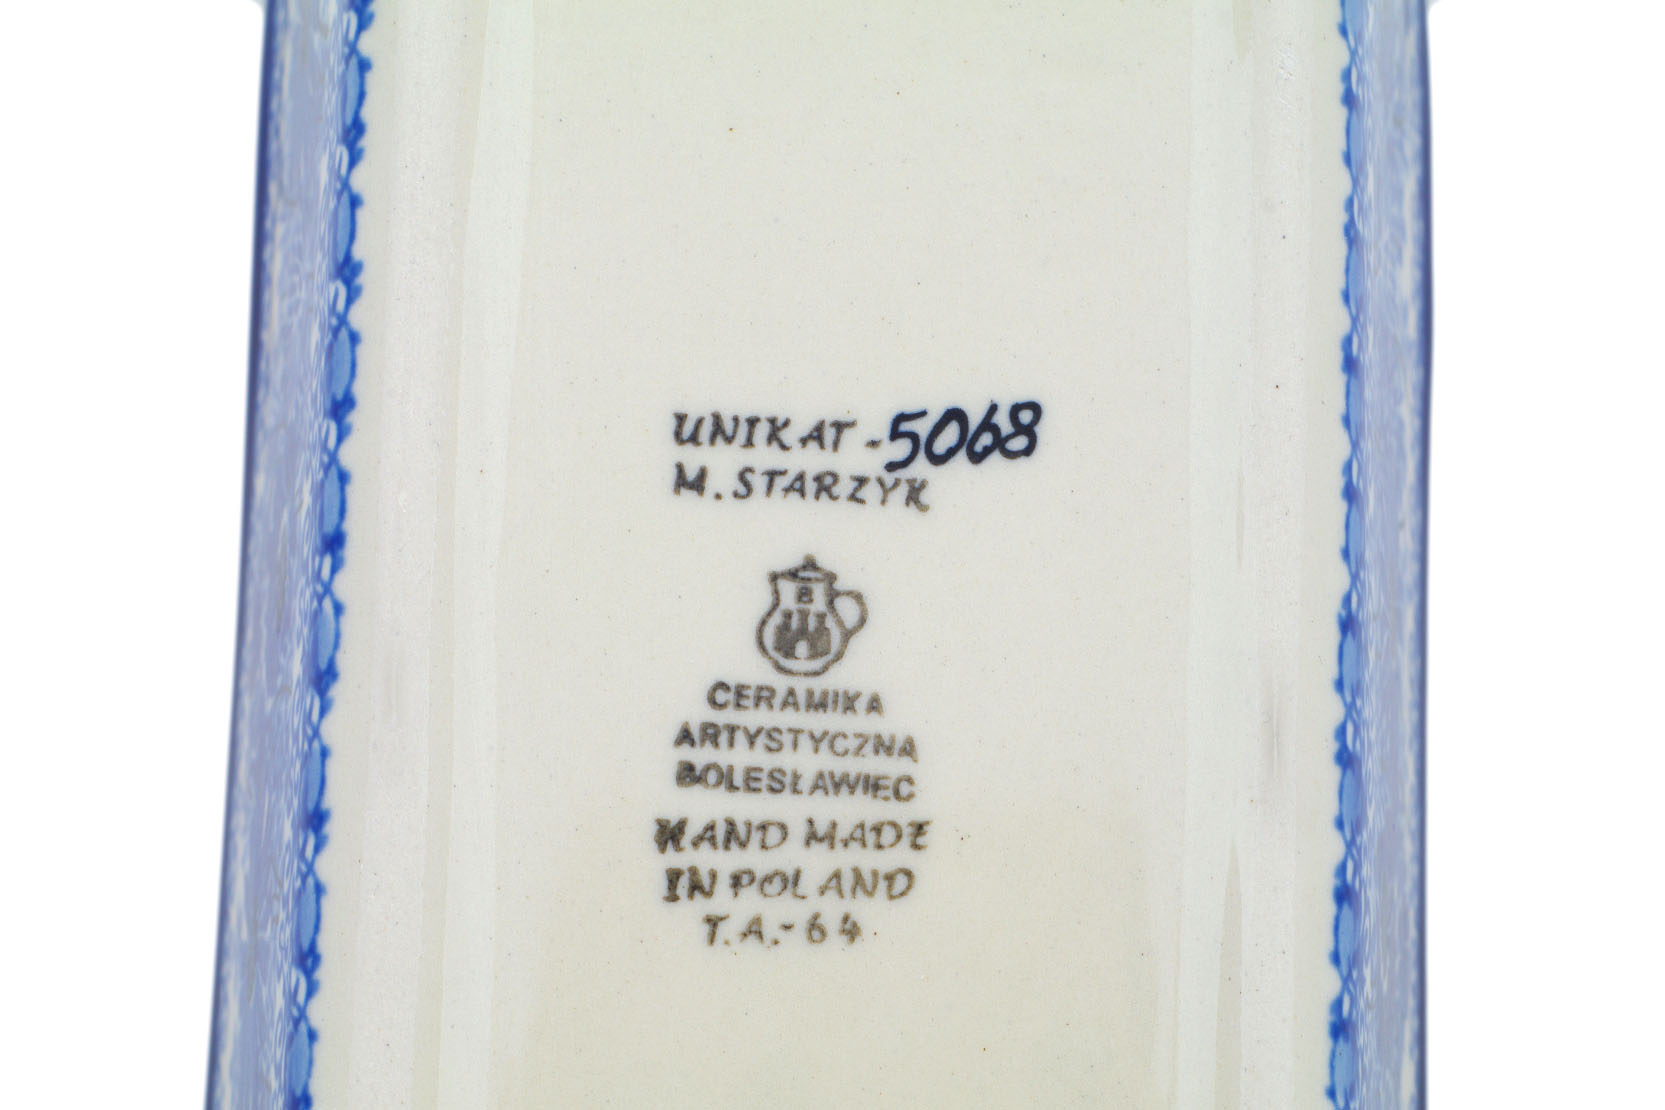 UNIKAT -5068
M. STARZYK
B
CERAMIKA
ARTYSTYCZNA
BOLESŁAWIEC
HAND MADE
IN POLAND
T.A.-64